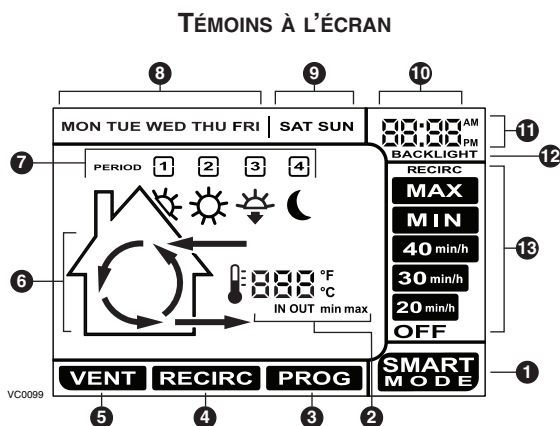 TÉMOINS À L'ÉCRAN
8 9 10
MON TUE WED THU FRI SAT SUN 88:88 AM PM 11
BACKLIGHT 12
7 PERIOD 1 2 3 4 RECIRC
MAX
MIN
6 40 min/h 13
888 °F °C 30 min/h
IN OUT min max 20 min/h
OFF
VENT RECIRC PROG SMART MODE 1
VC0099
5 4 3 2